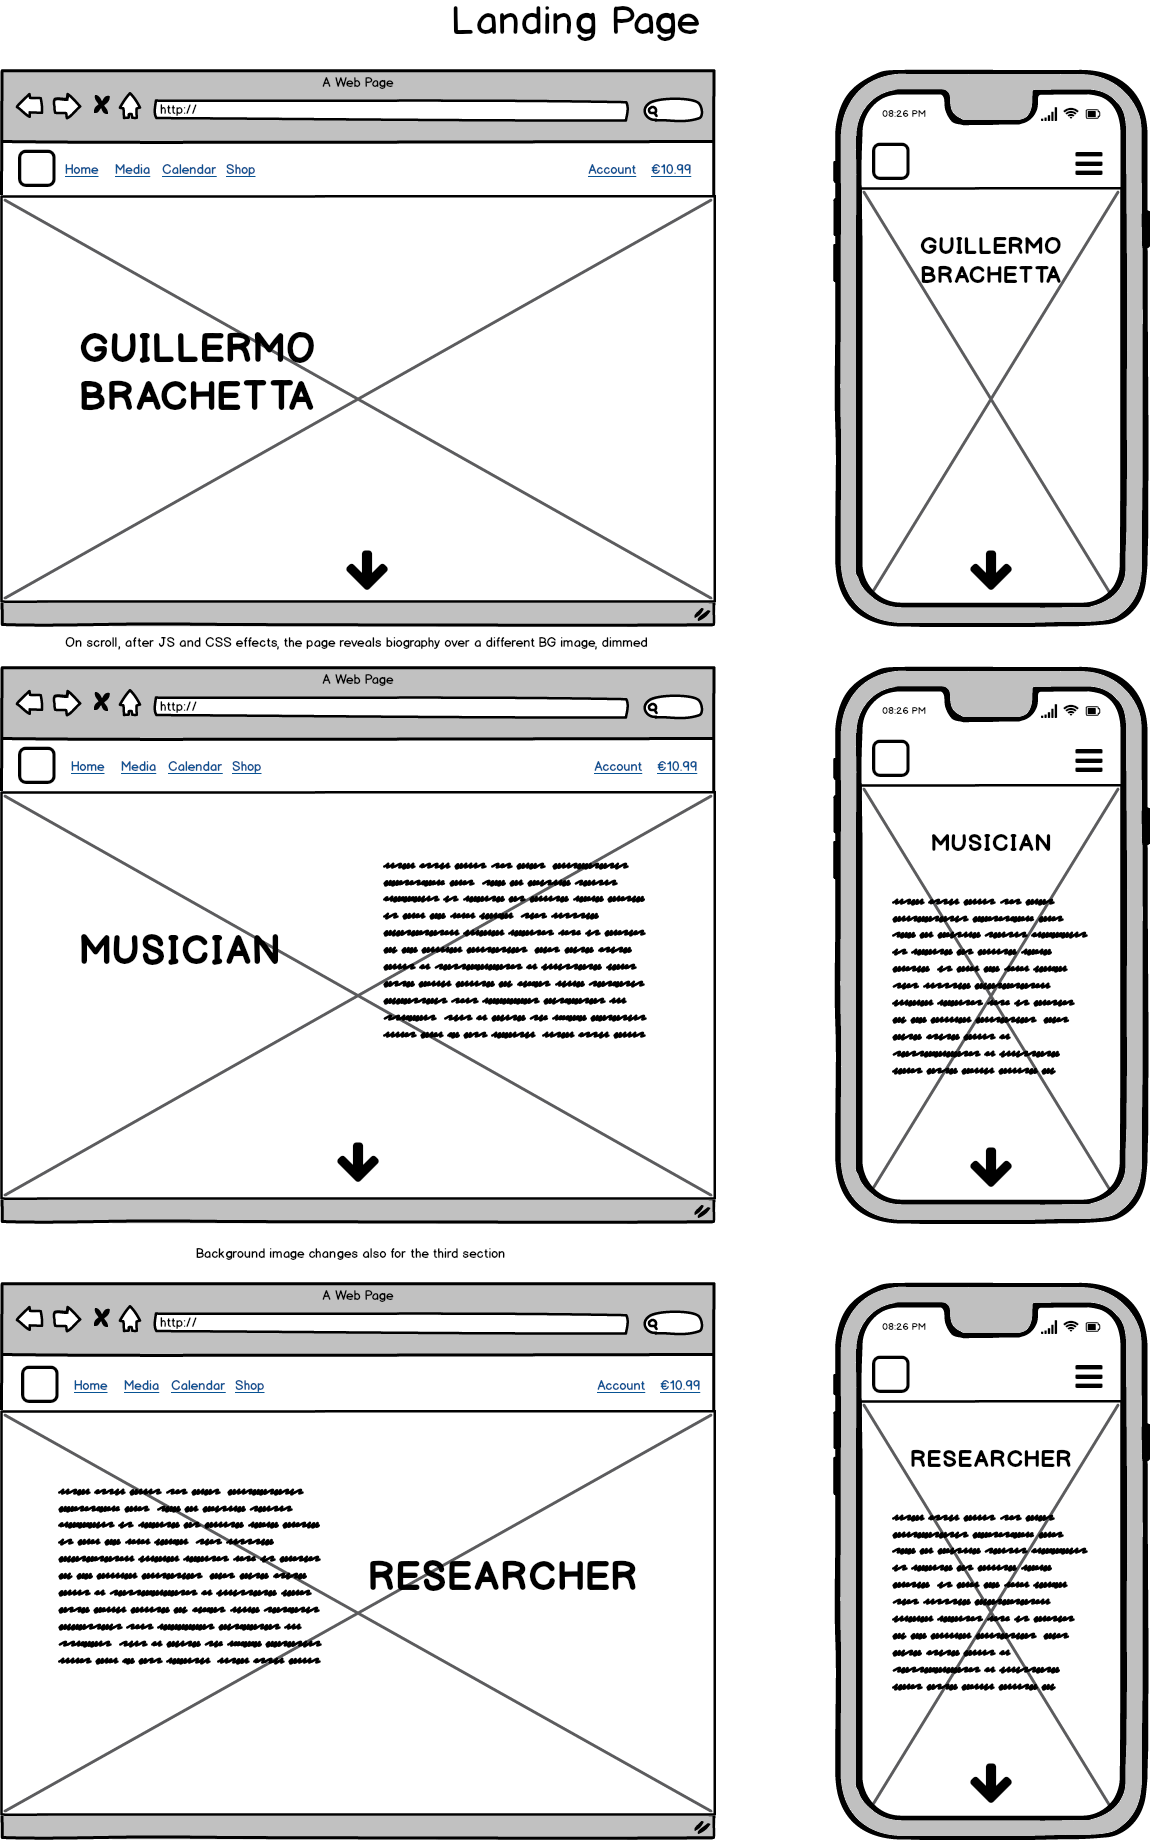 Landing Page
A Web Page
http://
Home Media Calendar Shop Account €10.99
GUILLERMO
BRACHETTA
08:26 PM
GUILLERMO
BRACHETTA
On scroll, after JS and CSS effects, the page reveals biography over a different BG image, dimmed
A Web Page
http://
Home Media Calendar Shop Account €10.99
MUSICIAN
08:26 PM
MUSICIAN
Background image changes also for the third section
A Web Page
http://
Home Media Calendar Shop Account €10.99
RESEARCHER
08:26 PM
RESEARCHER